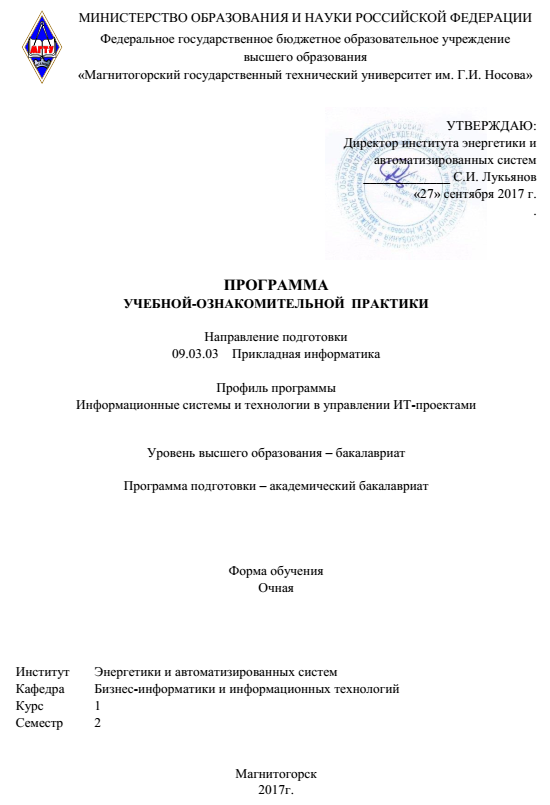 МГТУ
МИНИСТЕРСТВО ОБРАЗОВАНИЯ И НАУКИ РОССИЙСКОЙ ФЕДЕРАЦИИ
Федеральное государственное бюджетное образовательное учреждение
высшего образования
«Магнитогорский государственный технический университет им. Г.И. Носова»
УТВЕРЖДАЮ:
Директор института энергетики и
автоматизированных систем
_____________ С.И. Лукьянов
«27» сентября 2017 г.
.
ПРОГРАММА
УЧЕБНОЙ-ОЗНАКОМИТЕЛЬНОЙ ПРАКТИКИ
Направление подготовки
09.03.03 Прикладная информатика
Профиль программы
Информационные системы и технологии в управлении ИТ-проектами
Уровень высшего образования – бакалавриат
Программа подготовки – академический бакалавриат
Форма обучения
Очная
Институт Энергетики и автоматизированных систем
Кафедра Бизнес-информатики и информационных технологий
Курс 1
Семестр 2
Магнитогорск
2017г.